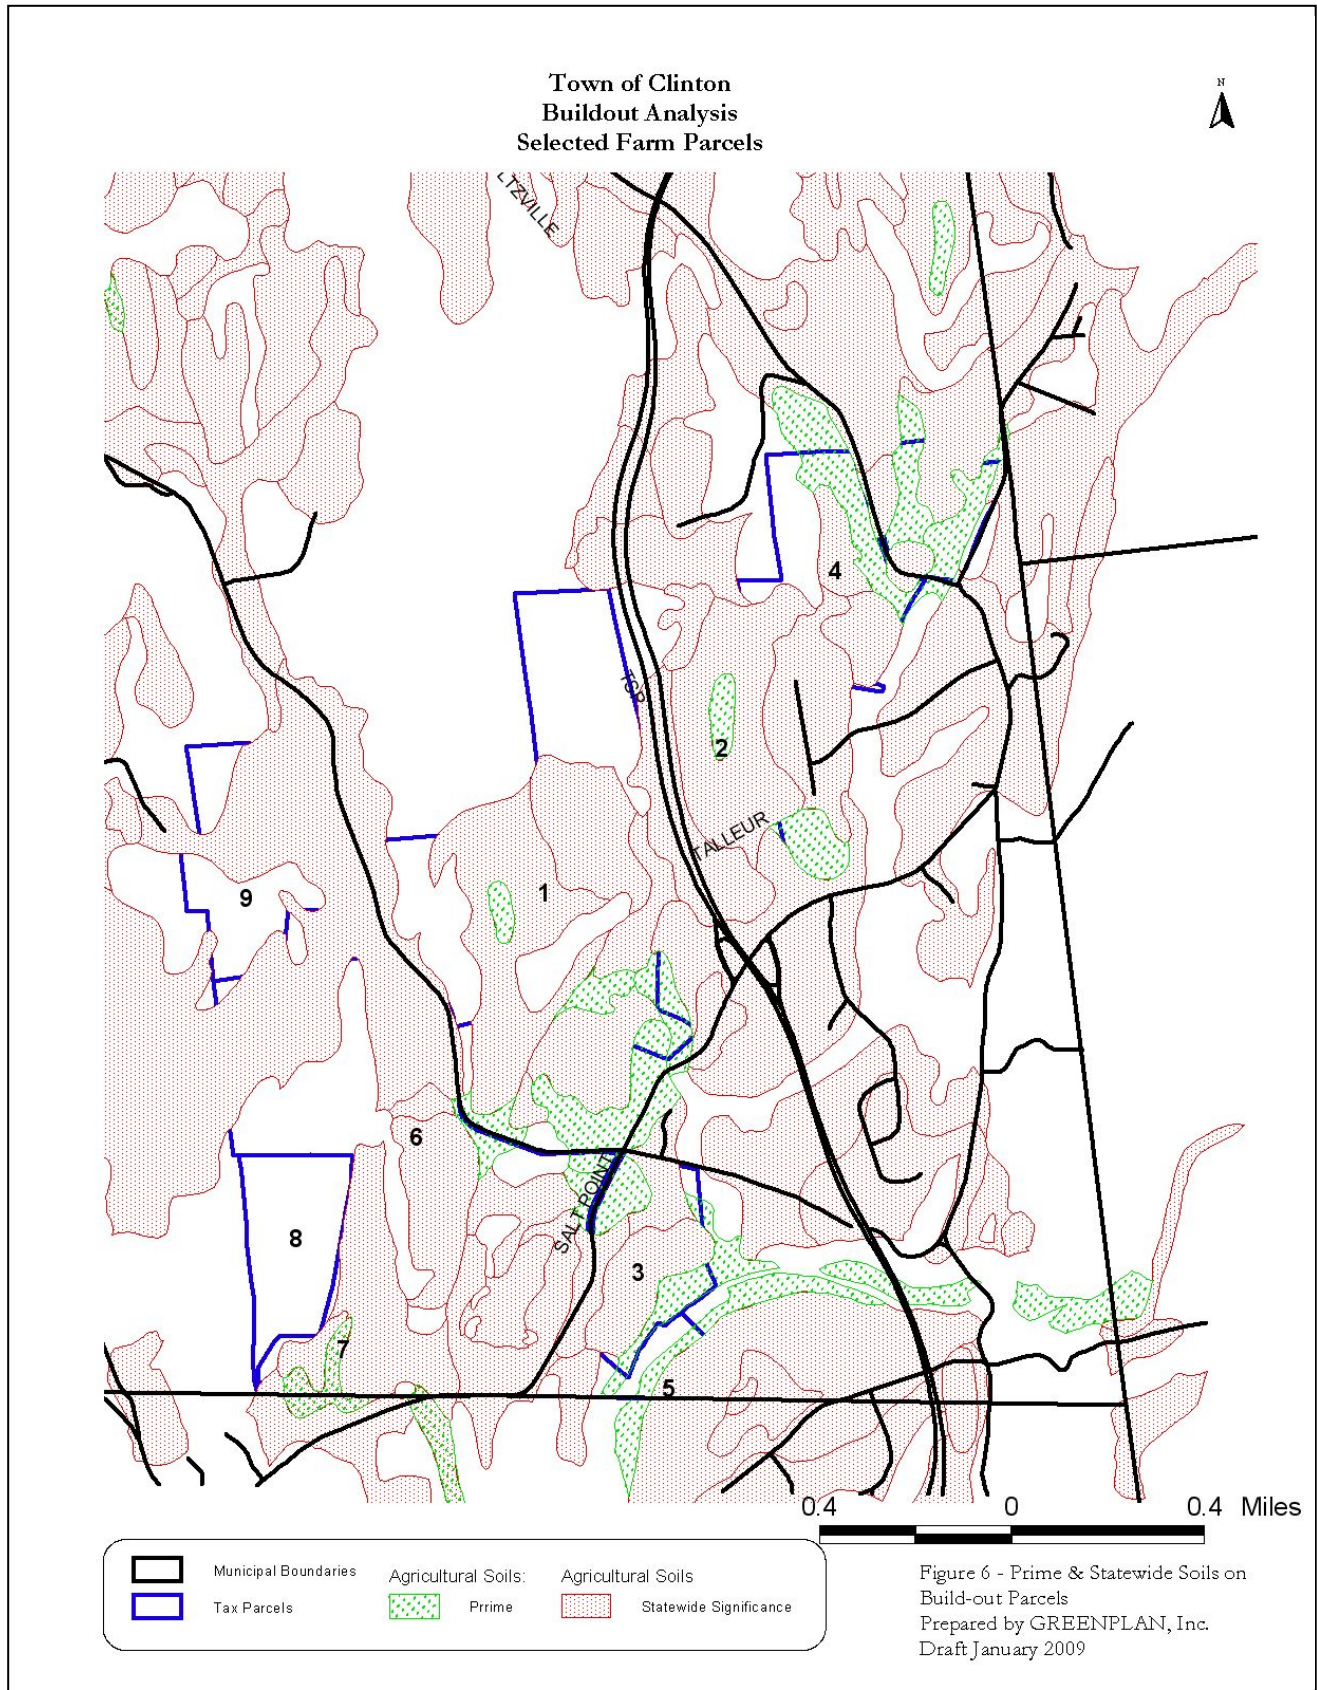 Town of Clinton
Buildout Analysis
Selected Farm Parcels
N
LTZVILLE
4
TSP
2
TALLEUR
1
9
6
SALT POINT
8
3
7
5
0.4 0 0.4 Miles
Municipal Boundaries
Tax Parcels
Agricultural Soils:
Prrime
Agricultural Soils
Statewide Significance
Figure 6 - Prime & Statewide Soils on
Build-out Parcels
Prepared by GREENPLAN, Inc.
Draft January 2009